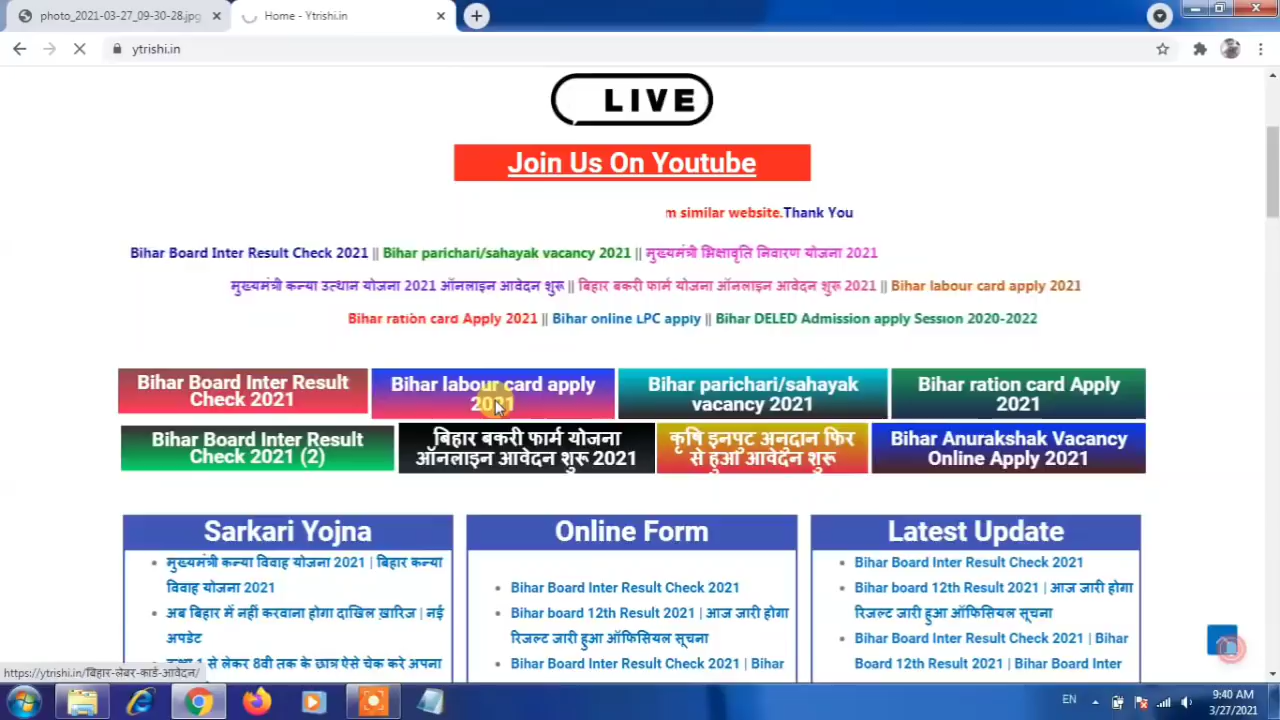 photo_2021-03-27_09-30-28.jpg
Home - Ytrishi.in
ytrishi.in
LIVE
Join Us On Youtube
m similar website.Thank You
Bihar Board Inter Result Check 2021 || Bihar parichari/sahayak vacancy 2021 || मुख्यमंत्री भिक्षावृति निवारण योजना 2021
मुख्यमंत्री कन्या उत्थान योजना 2021 ऑनलाइन आवेदन शुरू || बिहार बकरी फार्म योजना ऑनलाइन आवेदन शुरू 2021 || Bihar labour card apply 2021
Bihar ration card Apply 2021 || Bihar online LPC apply || Bihar DELED Admission apply Session 2020-2022
Bihar Board Inter Result
Check 2021
Bihar labour card apply
2021
Bihar parichari/sahayak
vacancy 2021
Bihar ration card Apply
2021
Bihar Board Inter Result
Check 2021 (2)
बिहार बकरी फार्म योजना
ऑनलाइन आवेदन शुरू 2021
कृषि इनपुट अनुदान फिर
से हुआ आवेदन शुरू
Bihar Anurakshak Vacancy
Online Apply 2021
Sarkari Yojna
मुख्यमंत्री कन्या विवाह योजना 2021 | बिहार कन्या
विवाह योजना 2021
अब बिहार में नहीं करवाना होगा दाखिल ख़ारिज | नई
अपडेट
कक्षा 1 से लेकर 8वी तक के छात्र ऐसे चेक करे अपना
Online Form
Bihar Board Inter Result Check 2021
Bihar board 12th Result 2021 | आज जारी होगा
रिजल्ट जारी हुआ ऑफिसियल सूचना
Bihar Board Inter Result Check 2021 | Bihar
Latest Update
Bihar Board Inter Result Check 2021
Bihar board 12th Result 2021 | आज जारी होगा
रिजल्ट जारी हुआ ऑफिसियल सूचना
Bihar Board Inter Result Check 2021 | Bihar
Board 12th Result 2021 | Bihar Board Inter
https://ytrishi.in/बिहार-लेबर-कार्ड-आवेदन/
EN
9:40 AM
3/27/2021